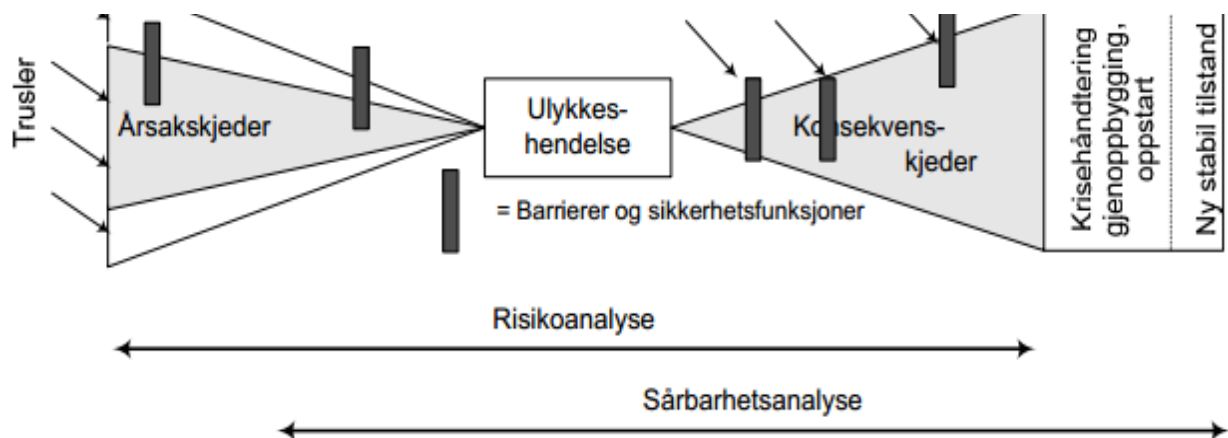 Trusler
Årsakskjeder
Ulykkes-
hendelse
Konsekvens-
kjeder
Krisehåndtering
gjenoppbygging,
oppstart
Ny stabil tilstand
= Barrierer og sikkerhetsfunksjoner
Risikoanalyse
Sårbarhetsanalyse